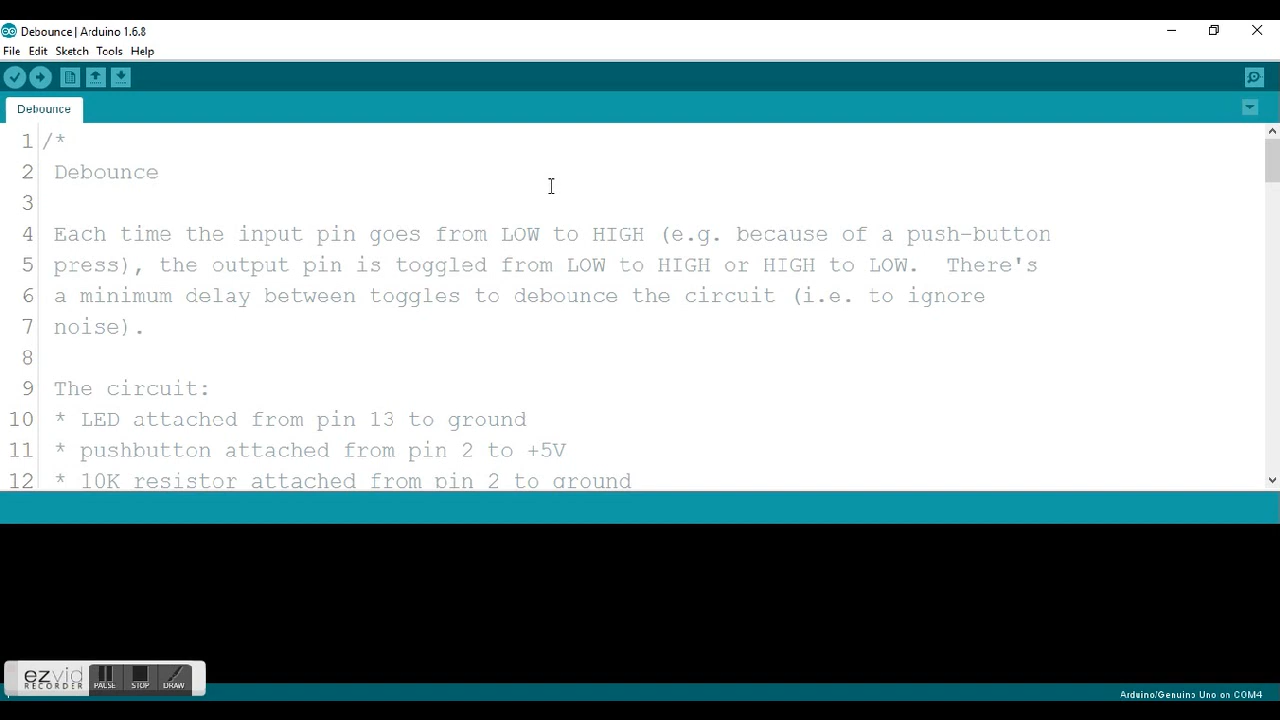 Debounce | Arduino 1.6.8
File Edit Sketch Tools Help
Debounce
1 /*
2 Debounce
3
4 Each time the input pin goes from LOW to HIGH (e.g. because of a push-button
5 press), the output pin is toggled from LOW to HIGH or HIGH to LOW.  There's
6 a minimum delay between toggles to debounce the circuit (i.e. to ignore
7 noise).
8
9 The circuit:
10 * LED attached from pin 13 to ground
11 * pushbutton attached from pin 2 to +5V
12 * 10K resistor attached from pin 2 to ground
ezvid
RECORDER
PAUSE STOP DRAW
Arduino/Genuino Uno on COM4